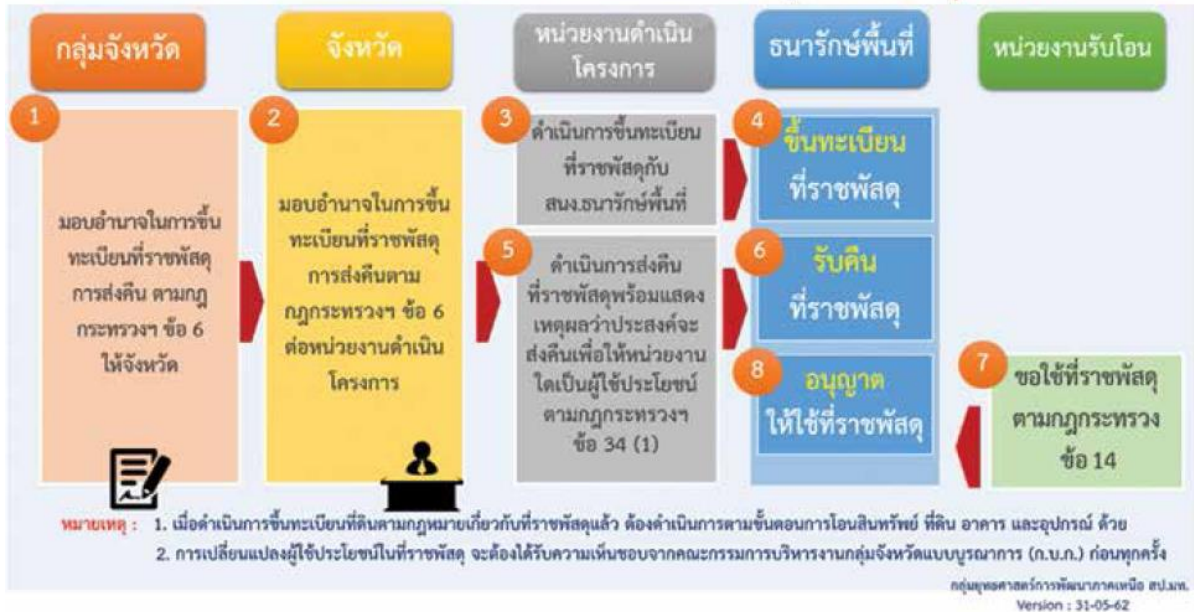 กลุ่มจังหวัด
จังหวัด
หน่วยงานดำเนิน
โครงการ
ธนารักษ์พื้นที่
หน่วยงานรับโอน
1
มอบอำนาจในการขึ้น
ทะเบียนที่ราชพัสดุ
การส่งคืน ตามกฎ
กระทรวงฯ ข้อ 6
ให้จังหวัด
2
มอบอำนาจในการขึ้น
ทะเบียนที่ราชพัสดุ
การส่งคืนตาม
กฎกระทรวงฯ ข้อ 6
ต่อหน่วยงานดำเนิน
โครงการ
3
ดำเนินการขึ้นทะเบียน
ที่ราชพัสดุกับ
สนง.ธนารักษ์พื้นที่
4
ขึ้นทะเบียน
ที่ราชพัสดุ
5
ดำเนินการส่งคืน
ที่ราชพัสดุพร้อมแสดง
เหตุผลว่าประสงค์จะ
ส่งคืนเพื่อให้หน่วยงาน
ใดเป็นผู้ใช้ประโยชน์
ตามกฎกระทรวงฯ
ข้อ 34 (1)
6
รับคืน
ที่ราชพัสดุ
7
ขอใช้ที่ราชพัสดุ
ตามกฎกระทรวง
ข้อ 14
8
อนุญาต
ให้ใช้ที่ราชพัสดุ
หมายเหตุ : 1. เมื่อดำเนินการขึ้นทะเบียนที่ดินตามกฎหมายเกี่ยวกับที่ราชพัสดุแล้ว ต้องดำเนินการตามขั้นตอนการโอนสินทรัพย์ ที่ดิน อาคาร และอุปกรณ์ ด้วย
2. การเปลี่ยนแปลงผู้ใช้ประโยชน์ในที่ราชพัสดุ จะต้องได้รับความเห็นชอบจากคณะกรรมการบริหารงานกลุ่มจังหวัดแบบบูรณาการ (ก.บ.ก.) ก่อนทุกครั้ง
กลุ่มยุทธศาสตร์การพัฒนาภาคเหนือ สป.มท.
Version : 31-05-62